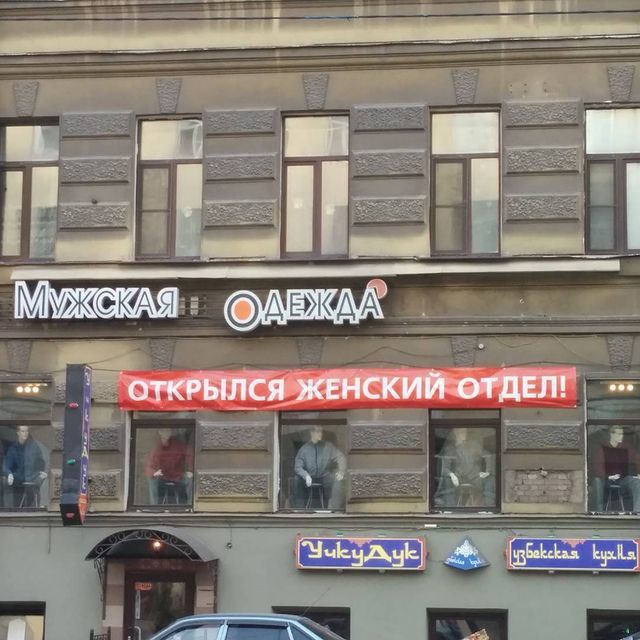 Мужская Одежда
ОТКРЫЛСЯ ЖЕНСКИЙ ОТДЕЛ!
УчкуДук
узбекская кухня